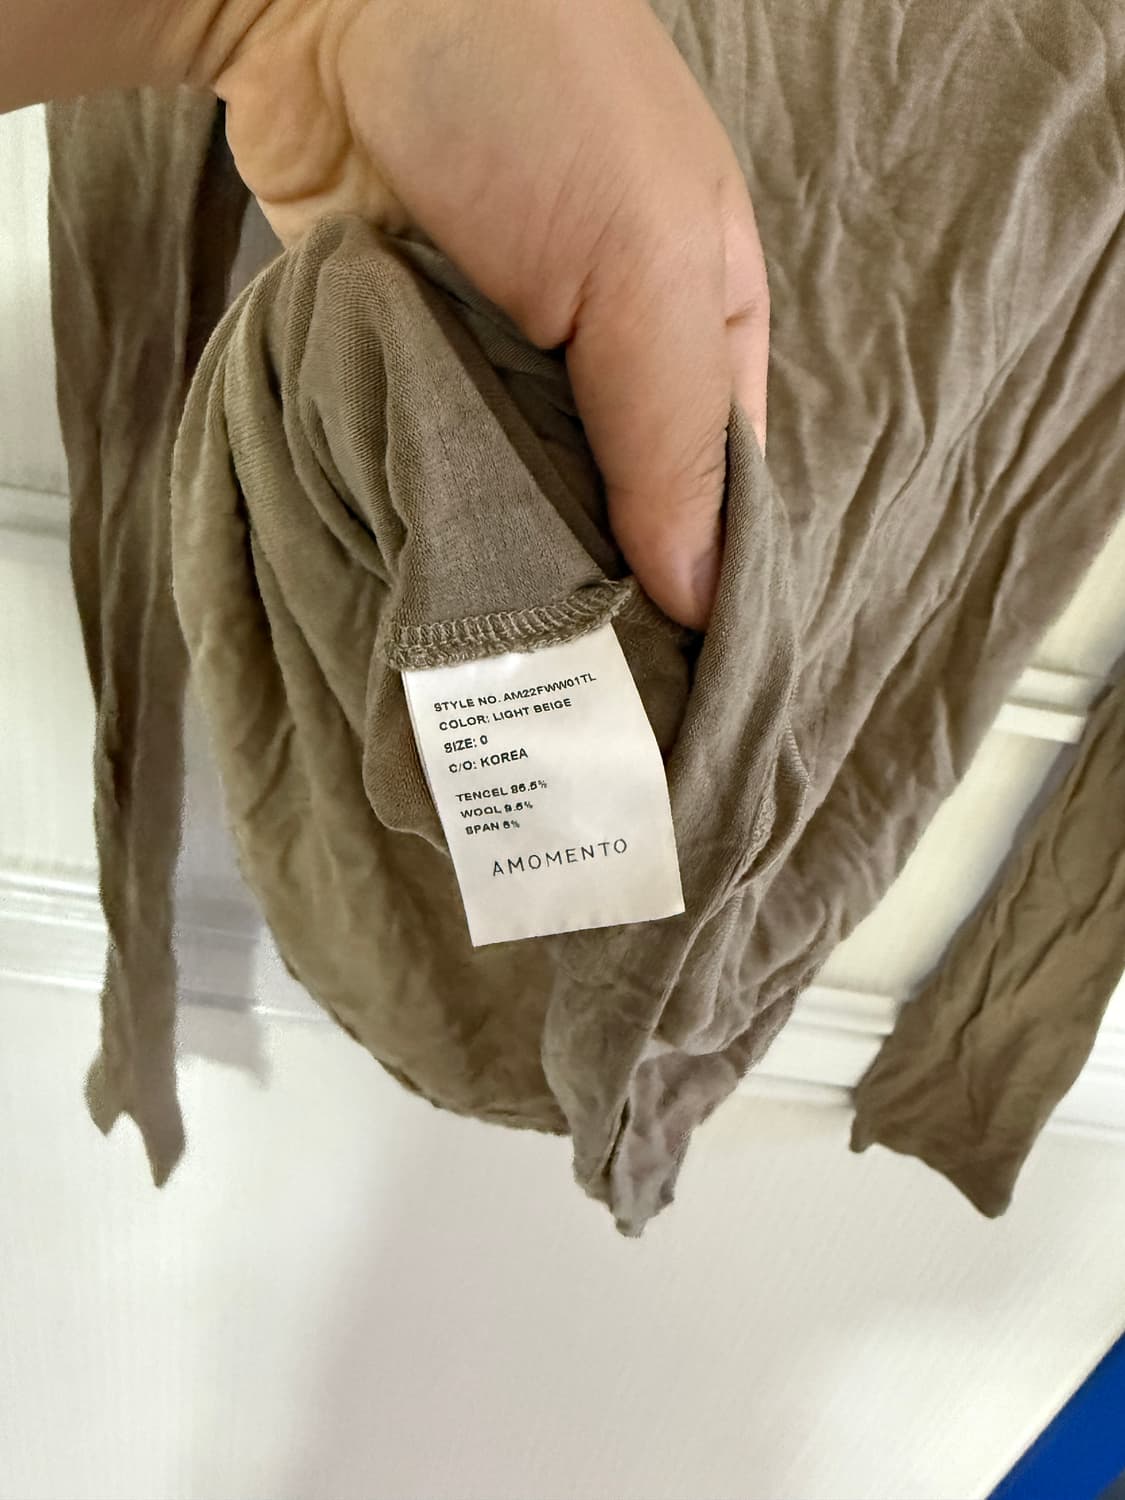 STYLE NO. AM22FWW01TL
COLOR: LIGHT BEIGE
SIZE: 0
C/O: KOREA
TENCEL 85.5%
WOOL 9.5%
SPAN 5%
AMOMENTO